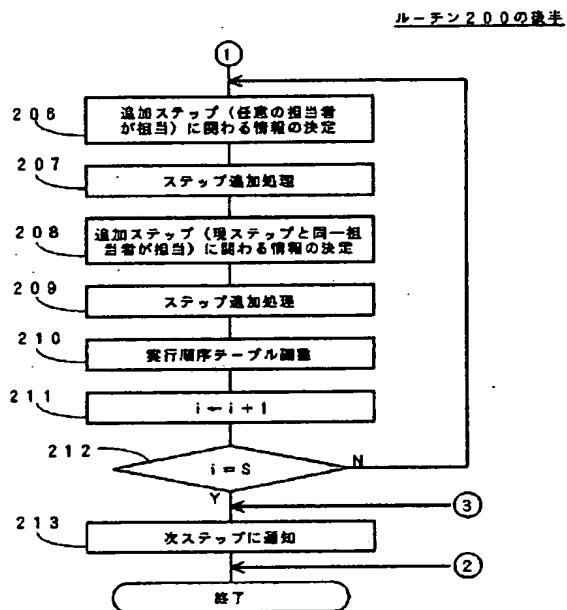 ルーチン200の後半
①
206
追加ステップ(任意の担当者
が担当)に関わる情報の決定
207
ステップ追加処理
208
追加ステップ(現ステップと同一担
当者が担当)に関わる情報の決定
209
ステップ追加処理
210
実行順序テーブル調整
211
i←i+1
212
i=S
N
Y
③
213
次ステップに通知
②
終了